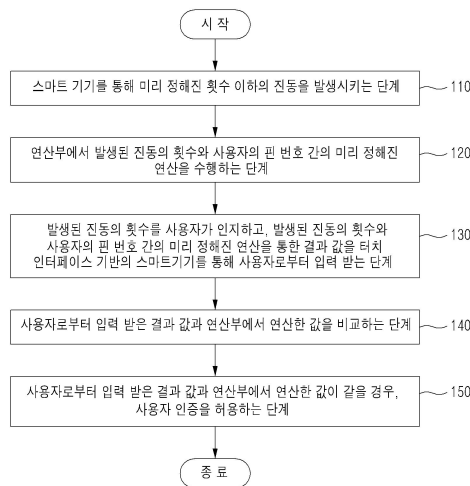 시 작
스마트 기기를 통해 미리 정해진 횟수 이하의 진동을 발생시키는 단계
110
연산부에서 발생된 진동의 횟수와 사용자의 핀 번호 간의 미리 정해진
연산을 수행하는 단계
120
발생된 진동의 횟수를 사용자가 인지하고, 발생된 진동의 횟수와
사용자의 핀 번호 간의 미리 정해진 연산을 통한 결과 값을 터치
인터페이스 기반의 스마트기기를 통해 사용자로부터 입력 받는 단계
130
사용자로부터 입력 받은 결과 값과 연산부에서 연산한 값을 비교하는 단계
140
사용자로부터 입력 받은 결과 값과 연산부에서 연산한 값이 같을 경우,
사용자 인증을 허용하는 단계
150
종 료